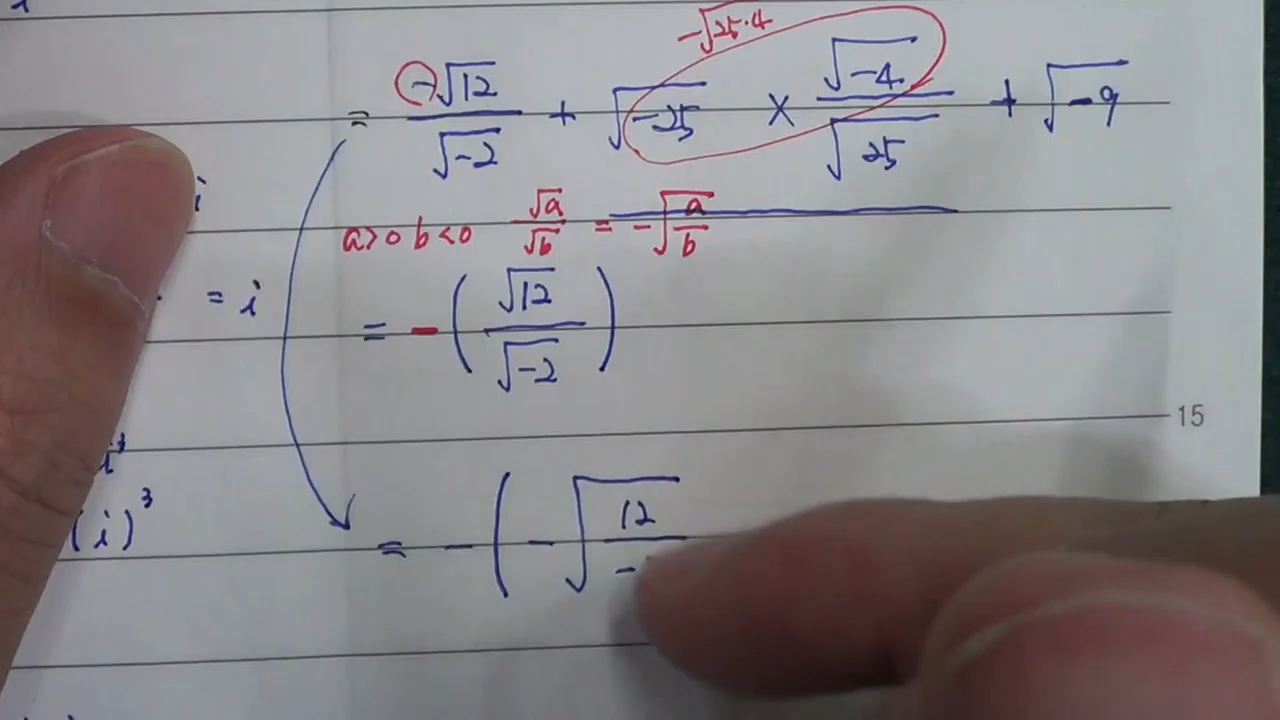 -√25·4
= -√12/√-2 + √-25 × √-4/√25 + √-9
i
a>0 b<0 √a/√b = -√(a/b)
= i
= -(√12/√-2)
15
(i)³
= -(-√(12/-